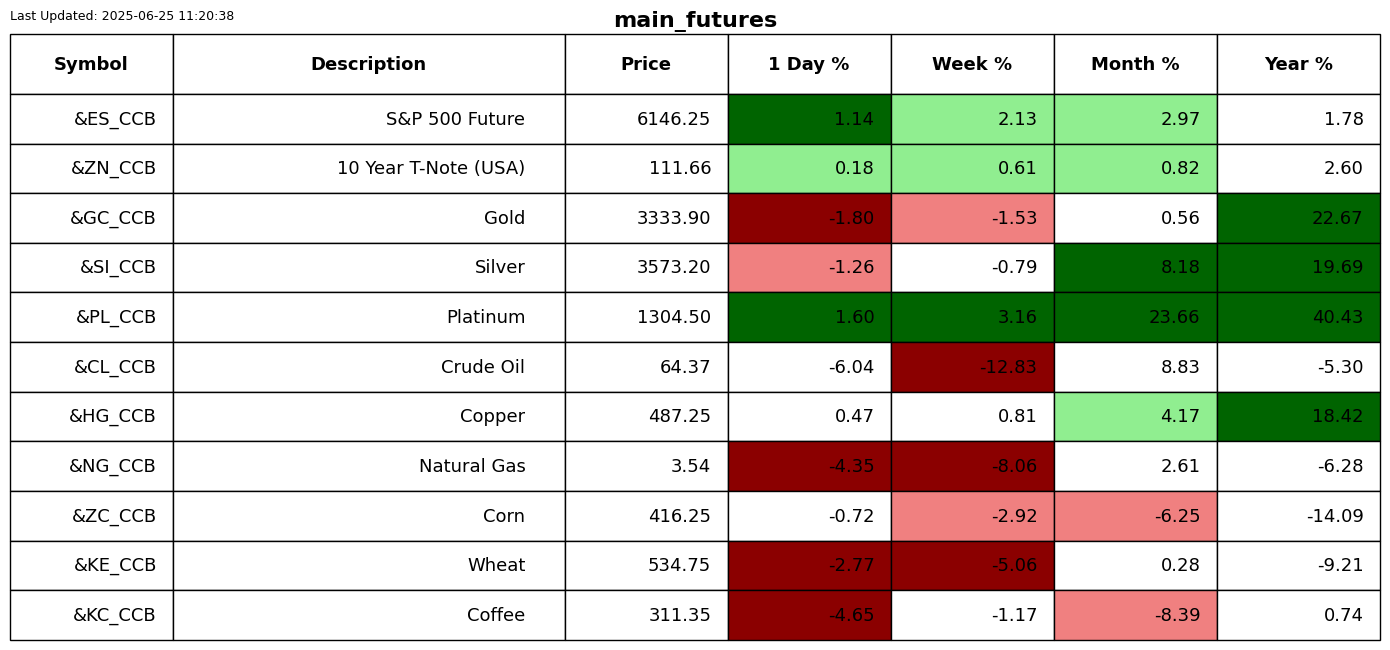 Last Updated: 2025-06-25 11:20:38
main_futures
Symbol Description Price 1 Day % Week % Month % Year %
&ES_CCB S&P 500 Future 6146.25 1.14 2.13 2.97 1.78
&ZN_CCB 10 Year T-Note (USA) 111.66 0.18 0.61 0.82 2.60
&GC_CCB Gold 3333.90 -1.80 -1.53 0.56 22.67
&SI_CCB Silver 3573.20 -1.26 -0.79 8.18 19.69
&PL_CCB Platinum 1304.50 1.60 3.16 23.66 40.43
&CL_CCB Crude Oil 64.37 -6.04 -12.83 8.83 -5.30
&HG_CCB Copper 487.25 0.47 0.81 4.17 18.42
&NG_CCB Natural Gas 3.54 -4.35 -8.06 2.61 -6.28
&ZC_CCB Corn 416.25 -0.72 -2.92 -6.25 -14.09
&KE_CCB Wheat 534.75 -2.77 -5.06 0.28 -9.21
&KC_CCB Coffee 311.35 -4.65 -1.17 -8.39 0.74